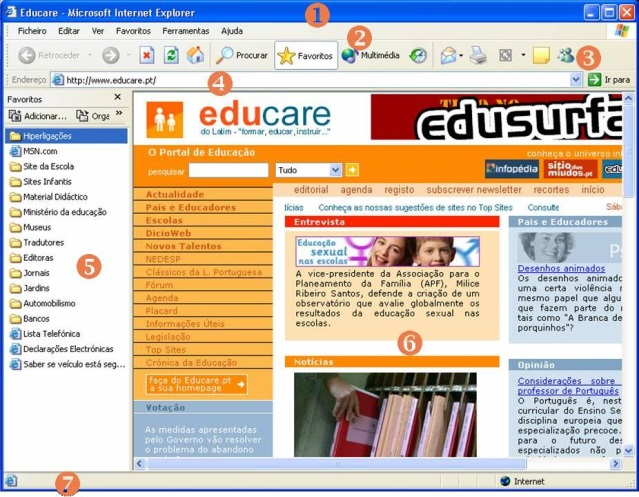 Educare - Microsoft Internet Explorer
1
Ficheiro Editar Ver Favoritos Ferramentas Ajuda
2
Retroceder Procurar Favoritos Multimédia
3
Endereço http://www.educare.pt/ Ir para
4
Favoritos
Adicionar... Orga
Hiperligações
MSN.com
Site da Escola
Sites Infantis
Material Didáctico
Ministério da educação
Museus
Tradutores
Editoras
5
Jornais
Jardins
Automobilismo
Bancos
Lista Telefónica
Declarações Electrónicas
Saber se veículo está seg...
educare
do Latim - "formar, educar, instruir..."
edusurfa
O Portal de Educação
conheça o universo in
pesquisar Tudo
infopédia
sítio dos miudos.pt
editorial agenda registo subscrever newsletter recortes início
tícias Conheça as nossas sugestões de sites no Top Sites Consulte
Sába
Actualidade
Pais e Educadores
Escolas
DicioWeb
Novos Talentos
NEDESP
Clássicos da L. Portuguesa
Fórum
Agenda
Placard
Informações Úteis
Legislação
Top Sites
Crónica da Educação
faça do Educare.pt
a sua homepage
Votação
As medidas apresentadas
pelo Governo vão resolver
o problema do abandono
Entrevista
Educação
sexual
nas escolas
A vice-presidente da Associação para o
Planeamento da Família (APF), Milice
Ribeiro Santos, defende a criação de um
observatório que avalie globalmente os
resultados da educação sexual nas
escolas.
6
Notícias
Pais e Educadores
Desenhos animados
Os desenhos animado
uma certa violência r
mesmo papel que algu
que fazem parte do r
tais como "A Branca de
porquinhos"?
Opinião
Considerações sobre
professor de Português
O Português é, nest
curricular do Ensino Se
disciplina europeia que
especialização precoce.
para o futuro des
especializados não p
Internet
7